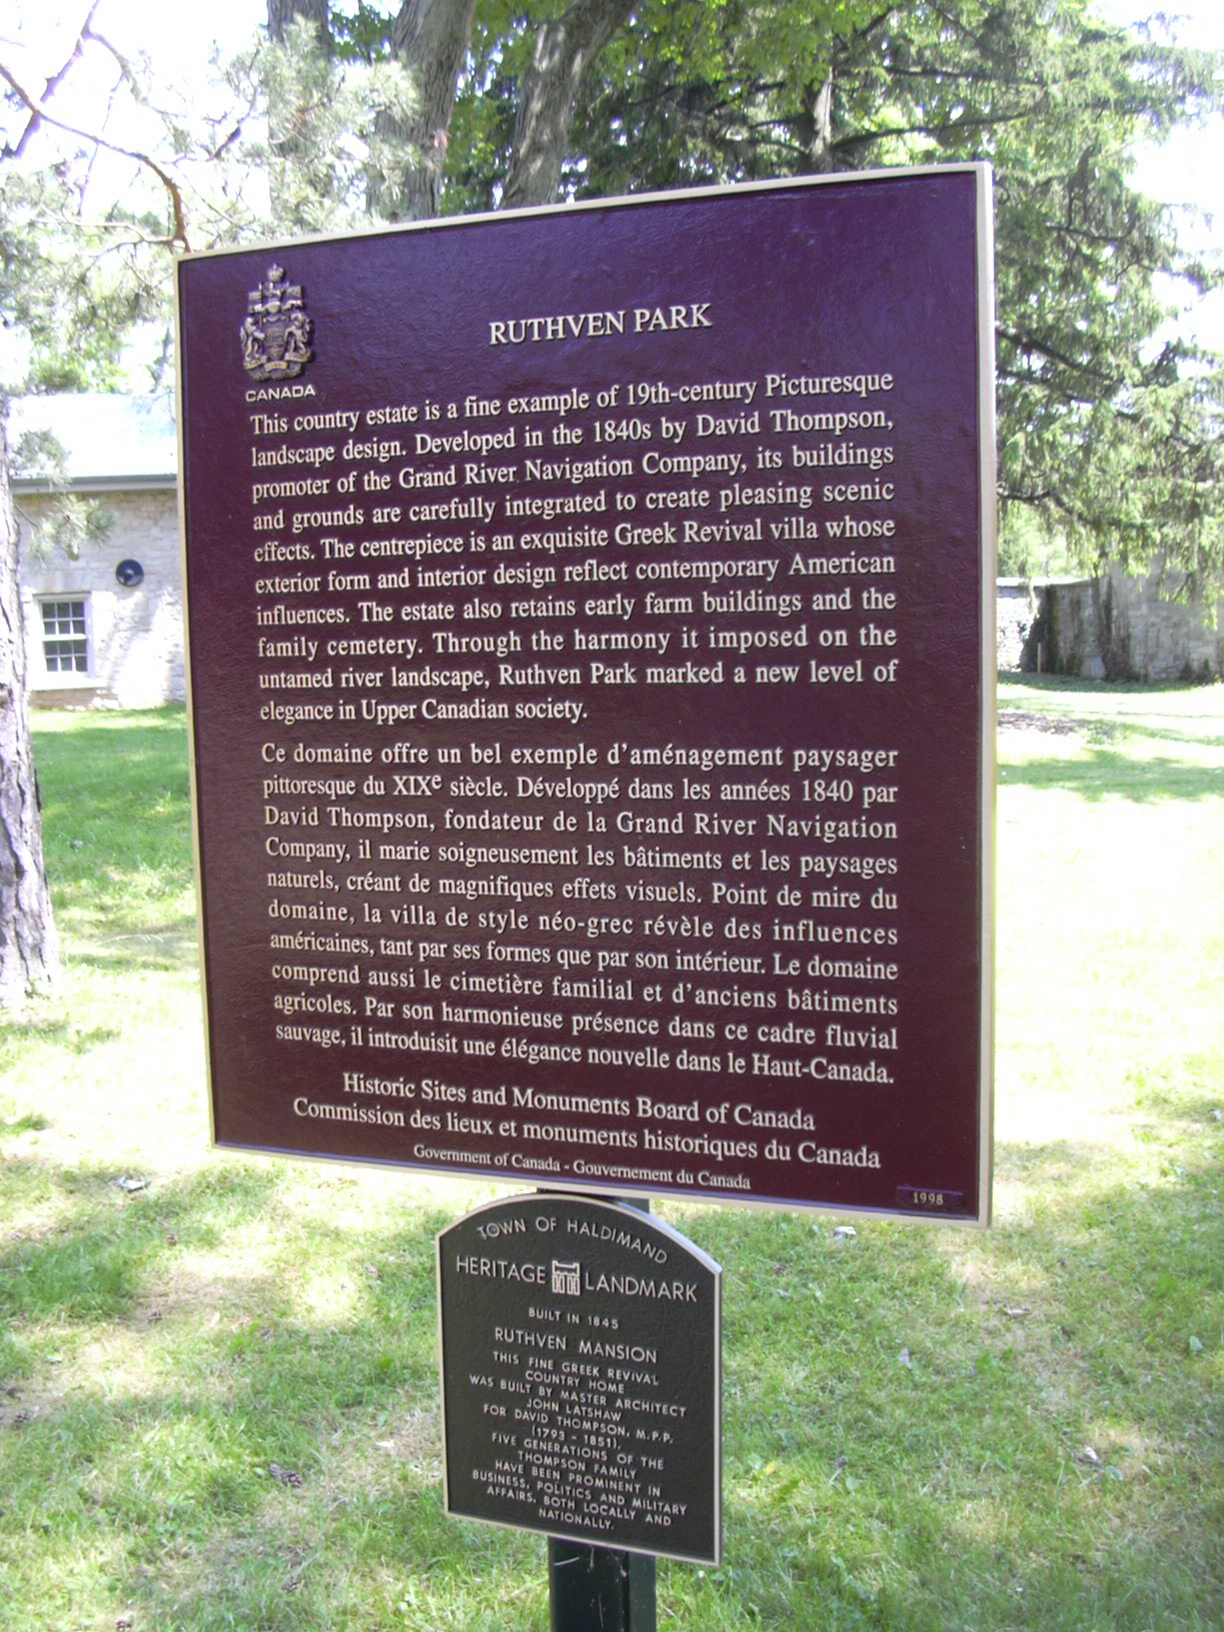 RUTHVEN PARK
CANADA
This country estate is a fine example of 19th-century Picturesque
landscape design. Developed in the 1840s by David Thompson,
promoter of the Grand River Navigation Company, its buildings
and grounds are carefully integrated to create pleasing scenic
effects. The centrepiece is an exquisite Greek Revival villa whose
exterior form and interior design reflect contemporary American
influences. The estate also retains early farm buildings and the
family cemetery. Through the harmony it imposed on the
untamed river landscape, Ruthven Park marked a new level of
elegance in Upper Canadian society.
Ce domaine offre un bel exemple d'aménagement paysager
pittoresque du XIXe siècle. Développé dans les années 1840 par
David Thompson, fondateur de la Grand River Navigation
Company, il marie soigneusement les bâtiments et les paysages
naturels, créant de magnifiques effets visuels. Point de mire du
domaine, la villa de style néo-grec révèle des influences
américaines, tant par ses formes que par son intérieur. Le domaine
comprend aussi le cimetière familial et d'anciens bâtiments
agricoles. Par son harmonieuse présence dans ce cadre fluvial
sauvage, il introduisit une élégance nouvelle dans le Haut-Canada.
Historic Sites and Monuments Board of Canada
Commission des lieux et monuments historiques du Canada
Government of Canada - Gouvernement du Canada
1998
TOWN OF HALDIMAND
HERITAGE LANDMARK
BUILT IN 1845
RUTHVEN MANSION
THIS FINE GREEK REVIVAL
COUNTRY HOME
WAS BUILT BY MASTER ARCHITECT
JOHN LATSHAW
FOR DAVID THOMPSON, M.P.P.
(1793 - 1851).
FIVE GENERATIONS OF THE
THOMPSON FAMILY
HAVE BEEN PROMINENT IN
BUSINESS, POLITICS AND MILITARY
AFFAIRS, BOTH LOCALLY AND
NATIONALLY.